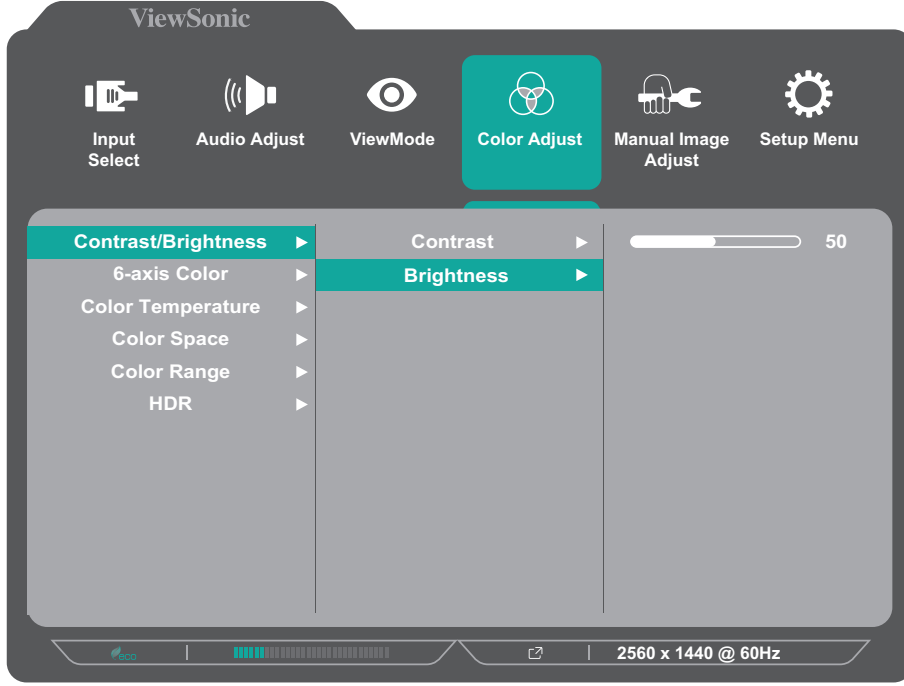 ViewSonic
Input
Select
Audio Adjust
ViewMode
Color Adjust
Manual Image
Adjust
Setup Menu
Contrast/Brightness
Contrast
50
6-axis Color
Brightness
Color Temperature
Color Space
Color Range
HDR
eco
2560 x 1440 @ 60Hz